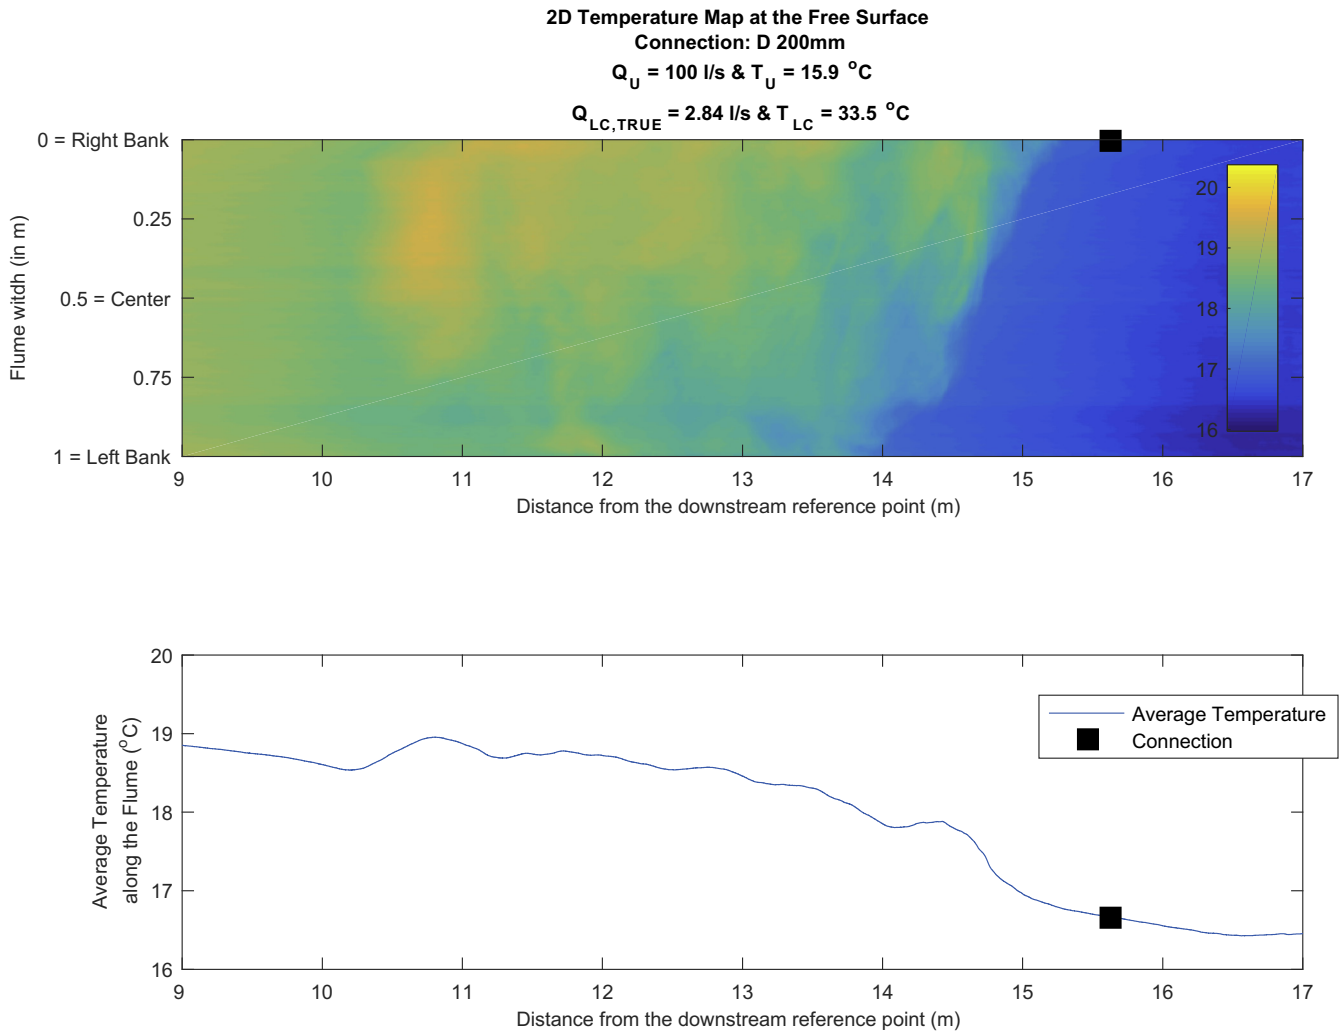 2D Temperature Map at the Free Surface
Connection: D 200mm
Q_U = 100 l/s & T_U = 15.9 °C
Q_LC,TRUE = 2.84 l/s & T_LC = 33.5 °C
0 = Right Bank
0.25
0.5 = Center
0.75
1 = Left Bank
Flume witdh (in m)
20
19
18
17
16
9 10 11 12 13 14 15 16 17
Distance from the downstream reference point (m)
20
19
18
17
16
Average Temperature
along the Flume (°C)
Average Temperature
Connection
9 10 11 12 13 14 15 16 17
Distance from the downstream reference point (m)